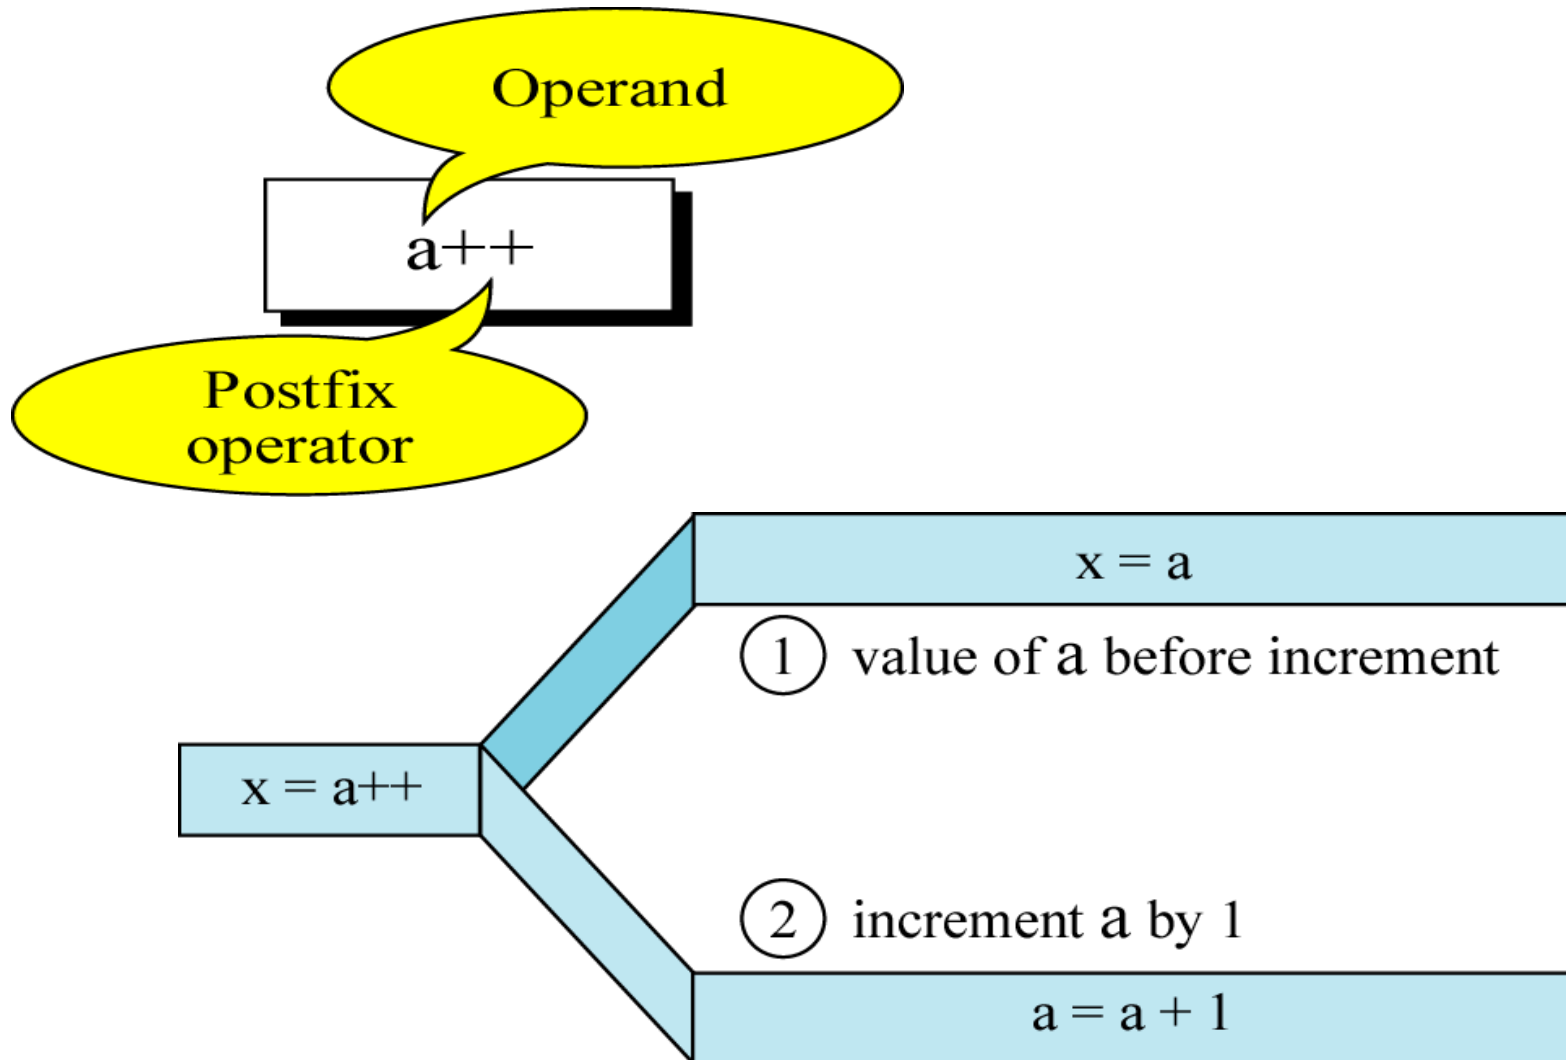 Operand
a++
Postfix
operator
x = a
1 value of a before increment
x = a++
2 increment a by 1
a = a + 1